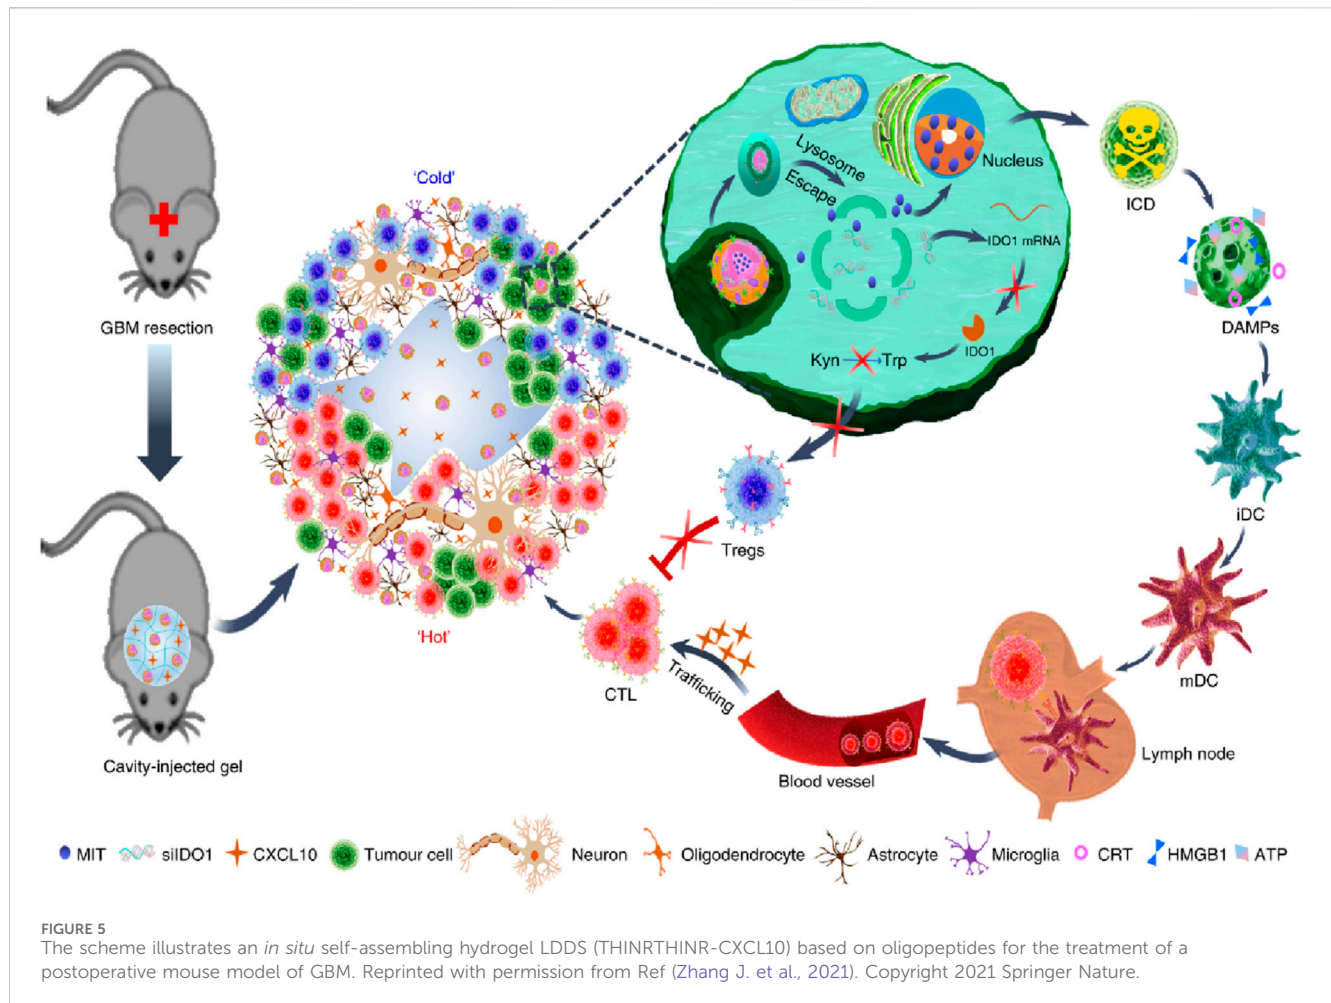 GBM resection
Cavity-injected gel
'Cold'
'Hot'
Lysosome
Escape
Nucleus
IDO1 mRNA
IDO1
Kyn Trp
ICD
DAMPs
iDC
mDC
Lymph node
Blood vessel
Trafficking
CTL
Tregs
MIT siIDO1 CXCL10 Tumour cell Neuron Oligodendrocyte Astrocyte Microglia CRT HMGB1 ATP
FIGURE 5
The scheme illustrates an in situ self-assembling hydrogel LDDS (THINRTHINR-CXCL10) based on oligopeptides for the treatment of a
postoperative mouse model of GBM. Reprinted with permission from Ref (Zhang J. et al., 2021). Copyright 2021 Springer Nature.